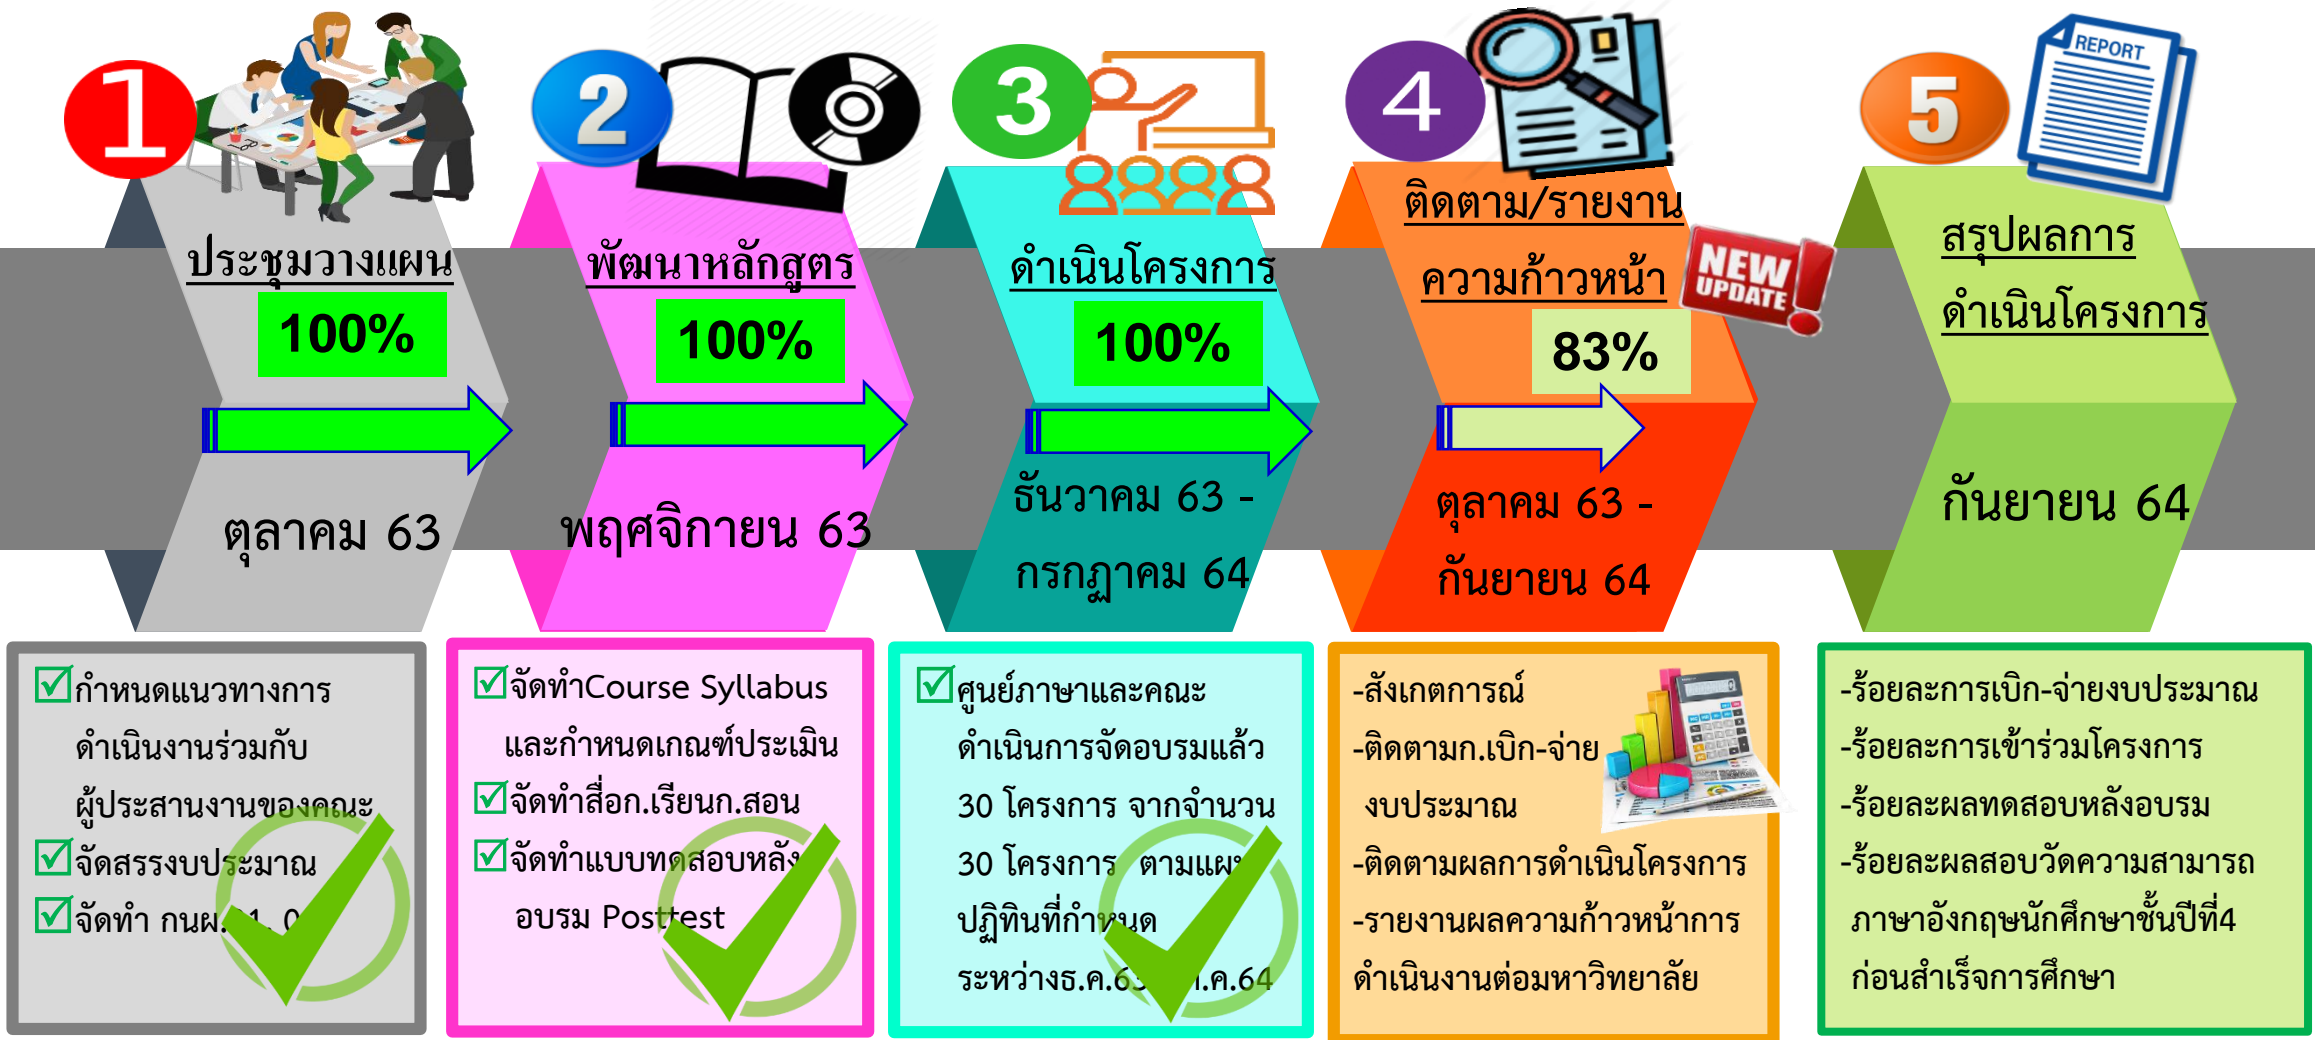 1
2
3
4
5
REPORT
ประชุมวางแผน
100%
ตุลาคม 63
พัฒนาหลักสูตร
100%
พฤศจิกายน 63
ดำเนินโครงการ
100%
ธันวาคม 63 -
กรกฎาคม 64
ติดตาม/รายงาน
ความก้าวหน้า
NEW
UPDATE
83%
ตุลาคม 63 -
กันยายน 64
สรุปผลการ
ดำเนินโครงการ
กันยายน 64
กำหนดแนวทางการ
ดำเนินงานร่วมกับ
ผู้ประสานงานของคณะ
จัดสรรงบประมาณ
จัดทำ กนผ.
จัดทำCourse Syllabus
และกำหนดเกณฑ์ประเมิน
จัดทำสื่อก.เรียนก.สอน
จัดทำแบบทดสอบหลัง
อบรม Posttest
ศูนย์ภาษาและคณะ
ดำเนินการจัดอบรมแล้ว
30 โครงการ จากจำนวน
30 โครงการ ตามแผน
ปฏิทินที่กำหนด
ระหว่างธ.ค.63
-สังเกตการณ์
-ติดตามก.เบิก-จ่าย
งบประมาณ
-ติดตามผลการดำเนินโครงการ
-รายงานผลความก้าวหน้าการ
ดำเนินงานต่อมหาวิทยาลัย
-ร้อยละการเบิก-จ่ายงบประมาณ
-ร้อยละการเข้าร่วมโครงการ
-ร้อยละผลทดสอบหลังอบรม
-ร้อยละผลสอบวัดความสามารถ
ภาษาอังกฤษนักศึกษาชั้นปีที่4
ก่อนสำเร็จการศึกษา